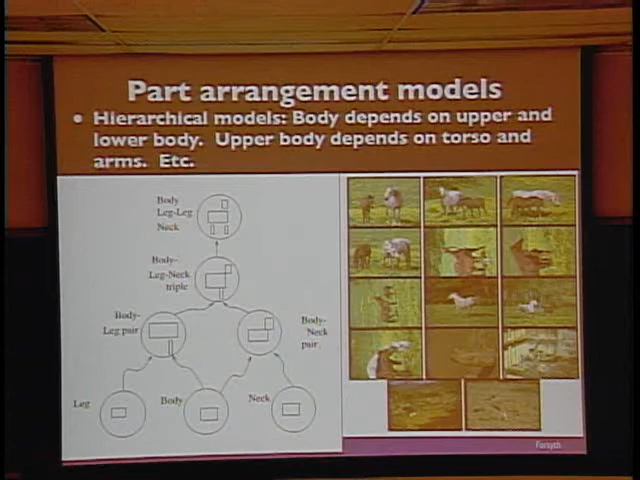 Part arrangement models
• Hierarchical models: Body depends on upper and
lower body. Upper body depends on torso and
arms. Etc.
Body
Leg-Leg
Neck
Body-
Leg-Neck
triple
Body-
Leg pair
Body-
Neck
pair
Leg
Body
Neck
Forsyth